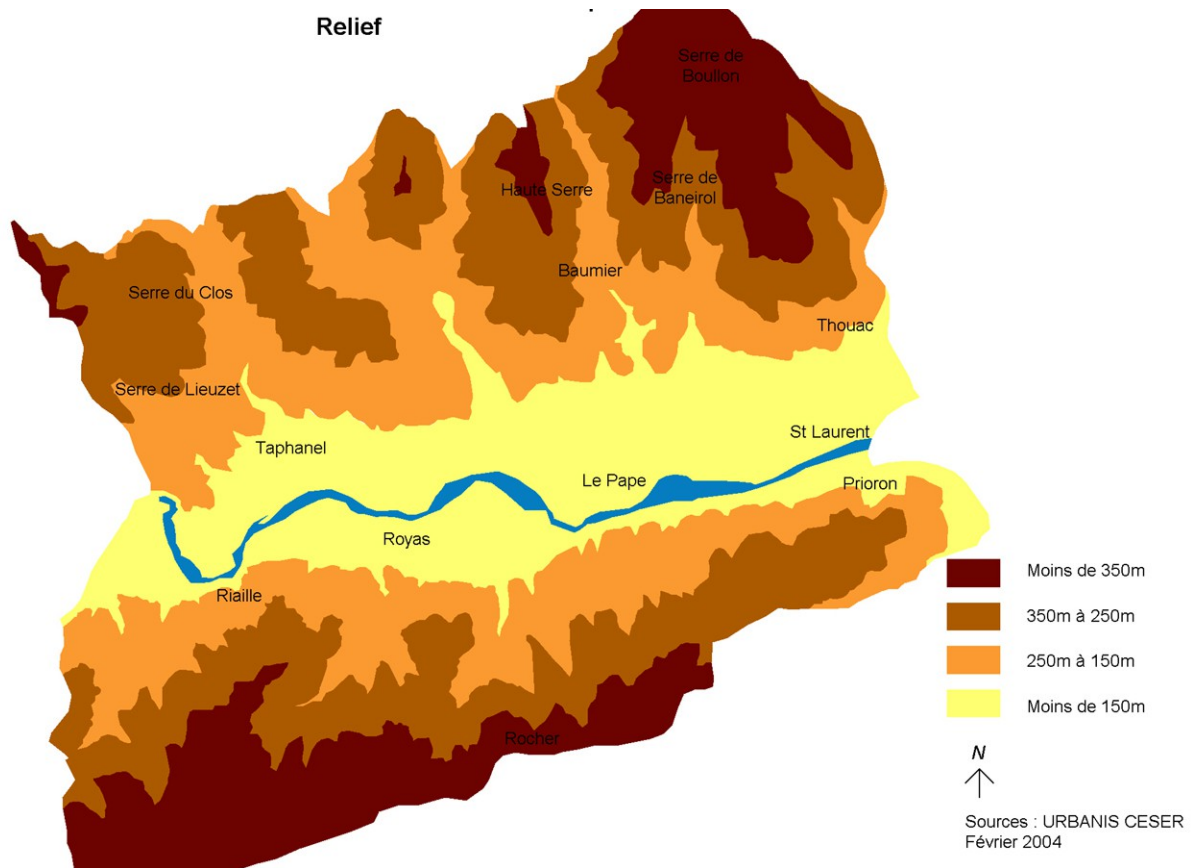 Relief
Serre de
Boulion
Haute Serre
Serre de
Baneirol
Baumier
Serre du Clos
Thouac
Serre de Lieuzet
St Laurent
Taphanel
Le Pape
Prioron
Royas
Riaille
Rocher
Moins de 350m
350m à 250m
250m à 150m
Moins de 150m
N
Sources : URBANIS CESER
Février 2004